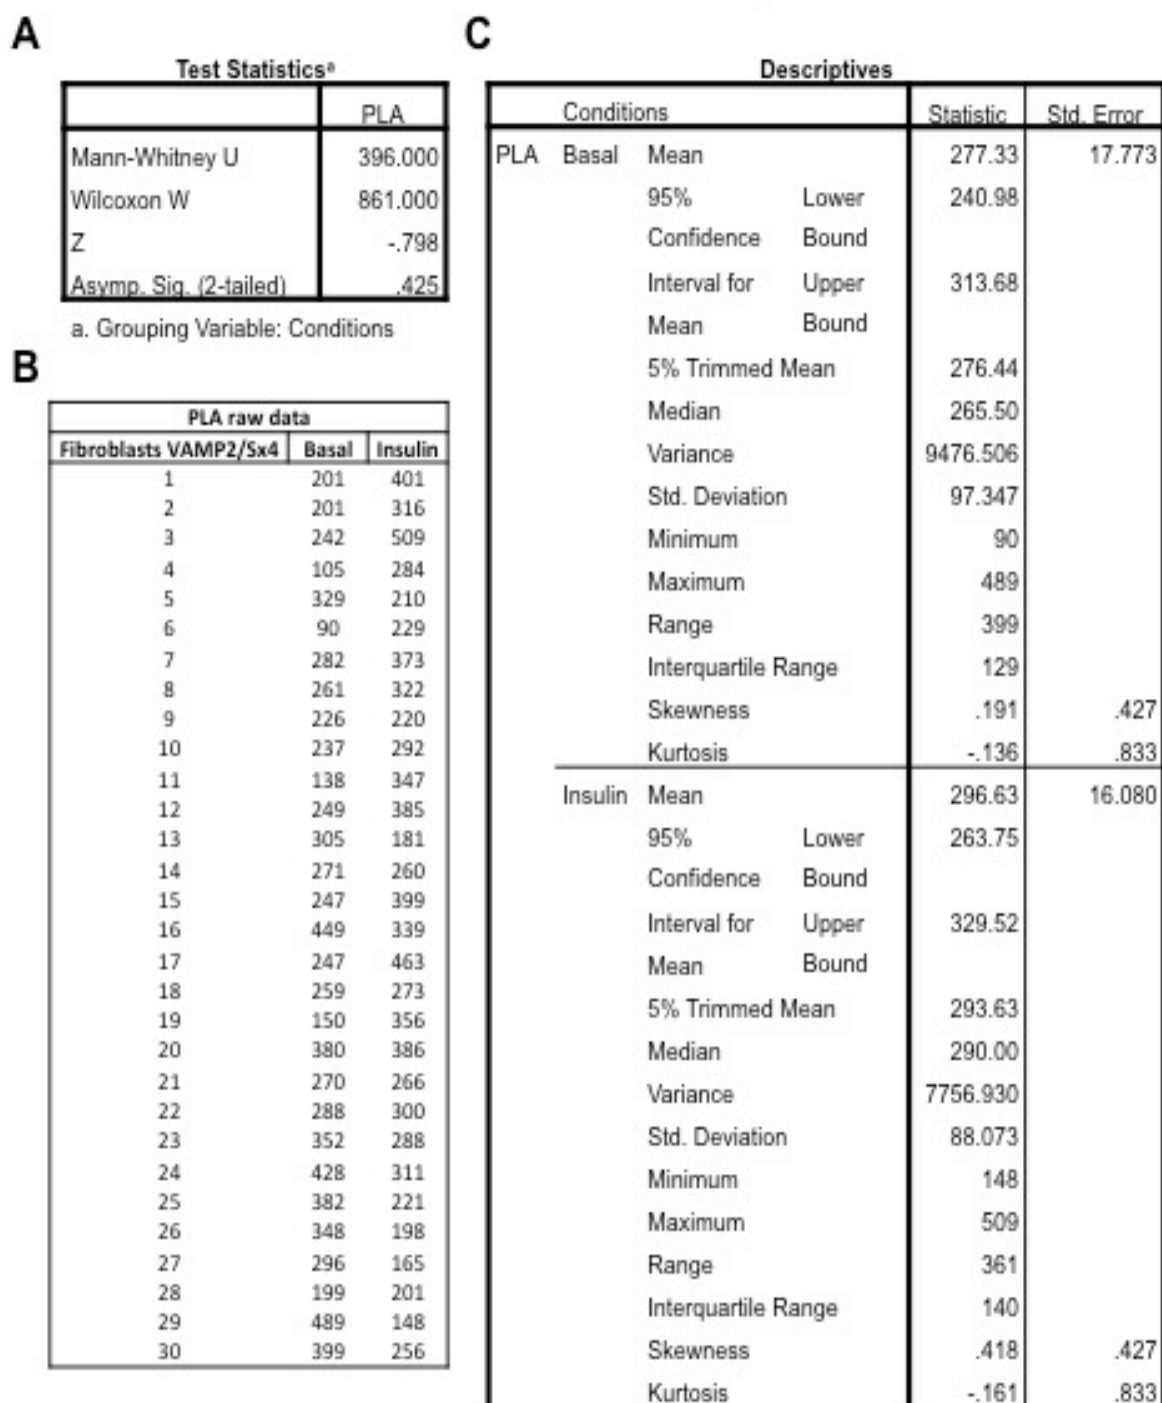 A
Test Statisticsᵃ
PLA
Mann-Whitney U 396.000
Wilcoxon W 861.000
Z -.798
Asymp. Sig. (2-tailed) .425
a. Grouping Variable: Conditions
B
PLA raw data
Fibroblasts VAMP2/Sx4 Basal Insulin
1 201 401
2 201 316
3 242 509
4 105 284
5 329 210
6 90 229
7 282 373
8 261 322
9 226 220
10 237 292
11 138 347
12 249 385
13 305 181
14 271 260
15 247 399
16 449 339
17 247 463
18 259 273
19 150 356
20 380 386
21 270 266
22 288 300
23 352 288
24 428 311
25 382 221
26 348 198
27 296 165
28 199 201
29 489 148
30 399 256
C
Descriptives
Conditions Statistic Std. Error
PLA Basal Mean 277.33 17.773
95% Lower 240.98
Confidence Bound
Interval for Upper 313.68
Mean Bound
5% Trimmed Mean 276.44
Median 265.50
Variance 9476.506
Std. Deviation 97.347
Minimum 90
Maximum 489
Range 399
Interquartile Range 129
Skewness .191 .427
Kurtosis -.136 .833
Insulin Mean 296.63 16.080
95% Lower 263.75
Confidence Bound
Interval for Upper 329.52
Mean Bound
5% Trimmed Mean 293.63
Median 290.00
Variance 7756.930
Std. Deviation 88.073
Minimum 148
Maximum 509
Range 361
Interquartile Range 140
Skewness .418 .427
Kurtosis -.161 .833